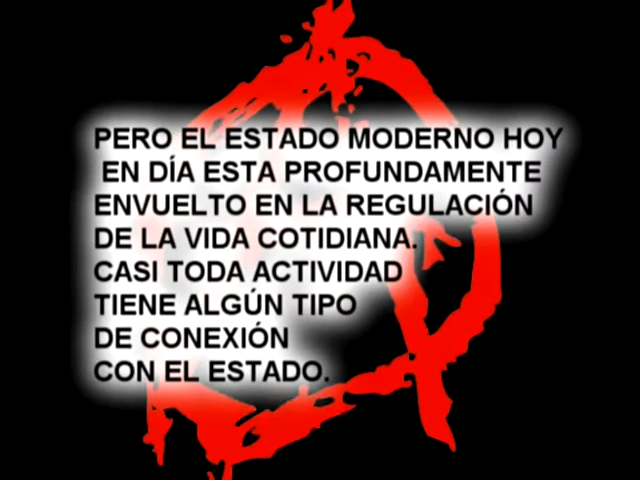 PERO EL ESTADO MODERNO HOY
EN DÍA ESTA PROFUNDAMENTE
ENVUELTO EN LA REGULACIÓN
DE LA VIDA COTIDIANA.
CASI TODA ACTIVIDAD
TIENE ALGÚN TIPO
DE CONEXIÓN
CON EL ESTADO.